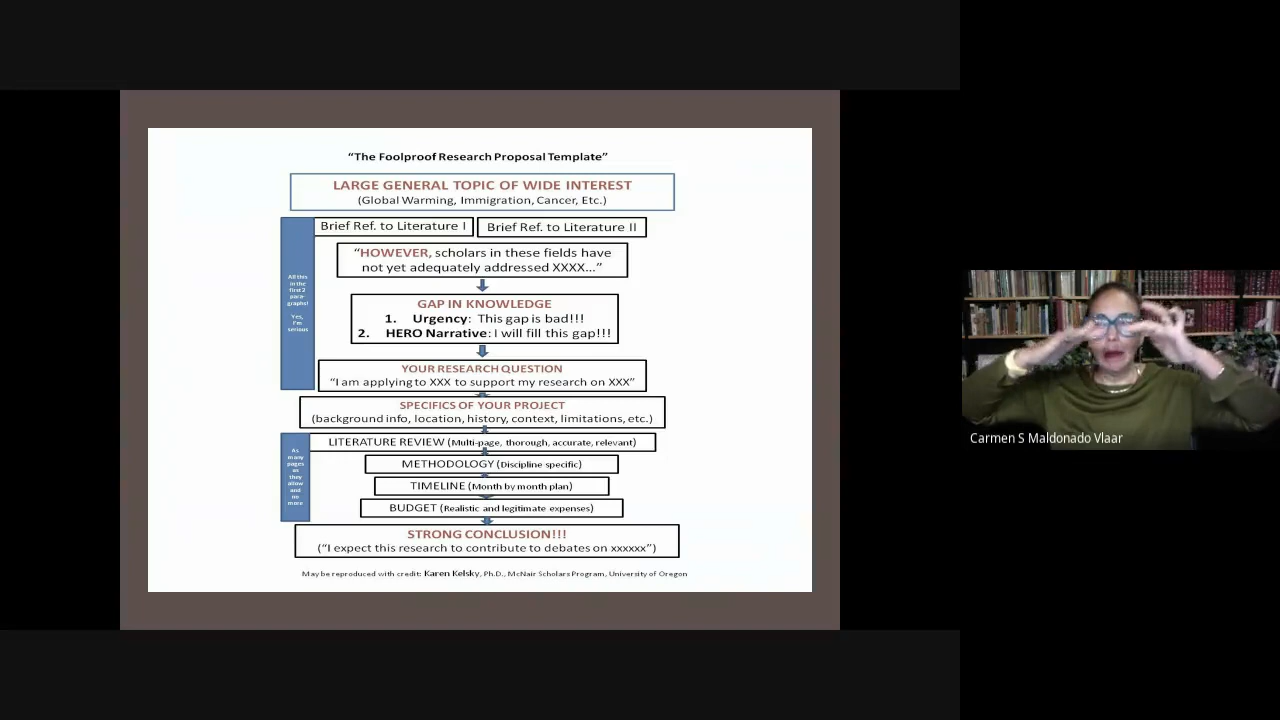 “The Foolproof Research Proposal Template”
LARGE GENERAL TOPIC OF WIDE INTEREST
(Global Warming, Immigration, Cancer, Etc.)
Brief Ref. to Literature I
Brief Ref. to Literature II
“HOWEVER, scholars in these fields have
not yet adequately addressed XXXX...”
All this
in the
first 2
para-
graphs!
Yes,
I'm
serious
GAP IN KNOWLEDGE
1. Urgency: This gap is bad!!!
2. HERO Narrative: I will fill this gap!!!
YOUR RESEARCH QUESTION
“I am applying to XXX to support my research on XXX”
SPECIFICS OF YOUR PROJECT
(background info, location, history, context, limitations, etc.)
LITERATURE REVIEW (Multi-page, thorough, accurate, relevant)
As
many
pages
as
they
allow
and
no
more
METHODOLOGY (Discipline specific)
TIMELINE (Month by month plan)
BUDGET (Realistic and legitimate expenses)
STRONG CONCLUSION!!!
(“I expect this research to contribute to debates on xxxxxx”)
May be reproduced with credit: Karen Kelsky, Ph.D., McNair Scholars Program, University of Oregon
Carmen S Maldonado Vlaar